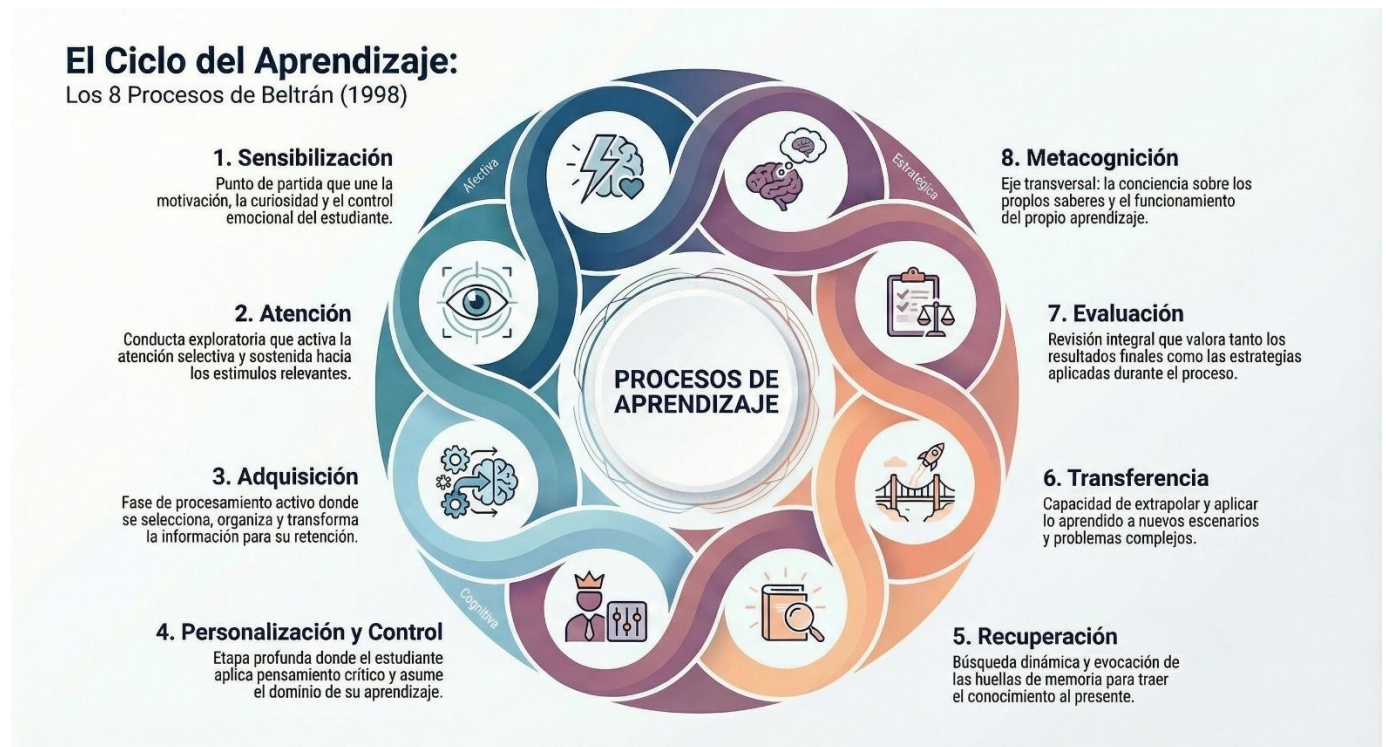 El Ciclo del Aprendizaje:
Los 8 Procesos de Beltrán (1998)
1. Sensibilización
Punto de partida que une la
motivación, la curiosidad y el control
emocional del estudiante.
2. Atención
Conducta exploratoria que activa la
atención selectiva y sostenida hacia
los estimulos relevantes.
3. Adquisición
Fase de procesamiento activo donde
se selecciona, organiza y transforma
la información para su retención.
4. Personalización y Control
Etapa profunda donde el estudiante
aplica pensamiento crítico y asume
el domínio de su aprendizaje.
Afectiva
Estratégica
Cognitiva
PROCESOS DE
APRENDIZAJE
8. Metacognición
Eje transversal: la conciencia sobre los
proplos saberes y el funcionamiento
del propio aprendizaje.
7. Evaluación
Revisión integral que valora tanto los
resultados finales como las estrategias
aplicadas durante el proceso.
6. Transferencia
Capacidad de extrapolar y aplicar
lo aprendido a nuevos escenarios
y problemas complejos.
5. Recuperación
Búsqueda dinámica y evocación de
las huellas de memoria para traer
el conocimiento al presente.